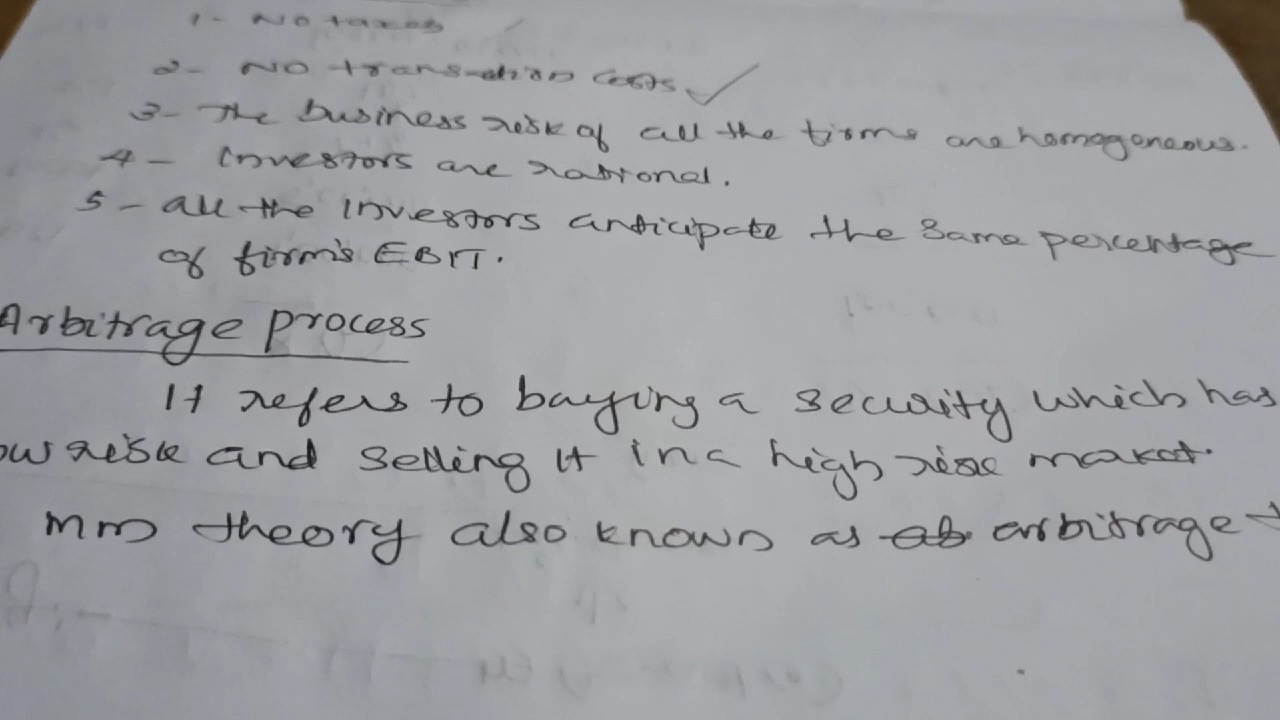 1- No taxes
2- No transaction costs
3- The business risk of all the firms are homogeneous.
4- Investors are rational.
5- all the investors anticipate the same percentage
of firm's EBIT.
Arbitrage process
It refers to buying a security which has
ow risk and selling it in a high risk market.
mm theory also known as ab arbitrage t